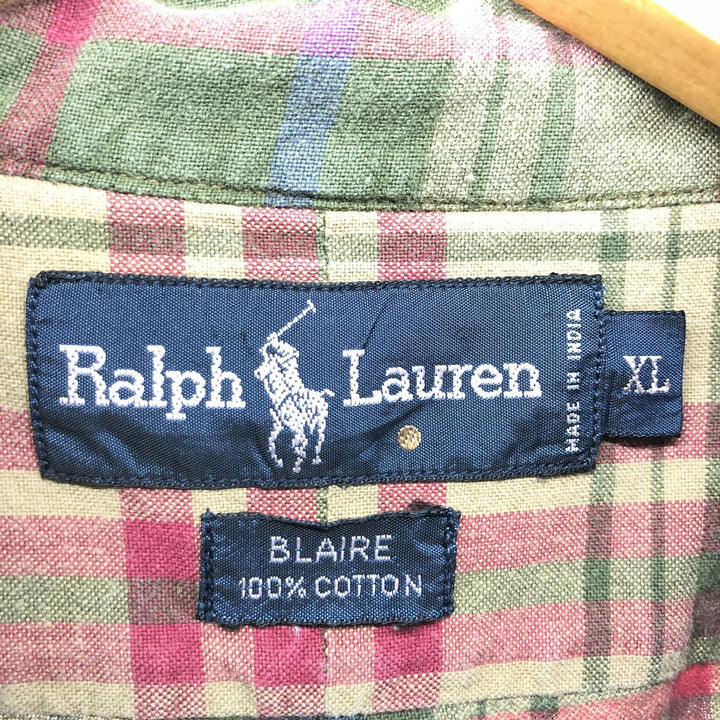 Ralph Lauren
MADE IN INDIA
XL
BLAIRE
100% COTTON